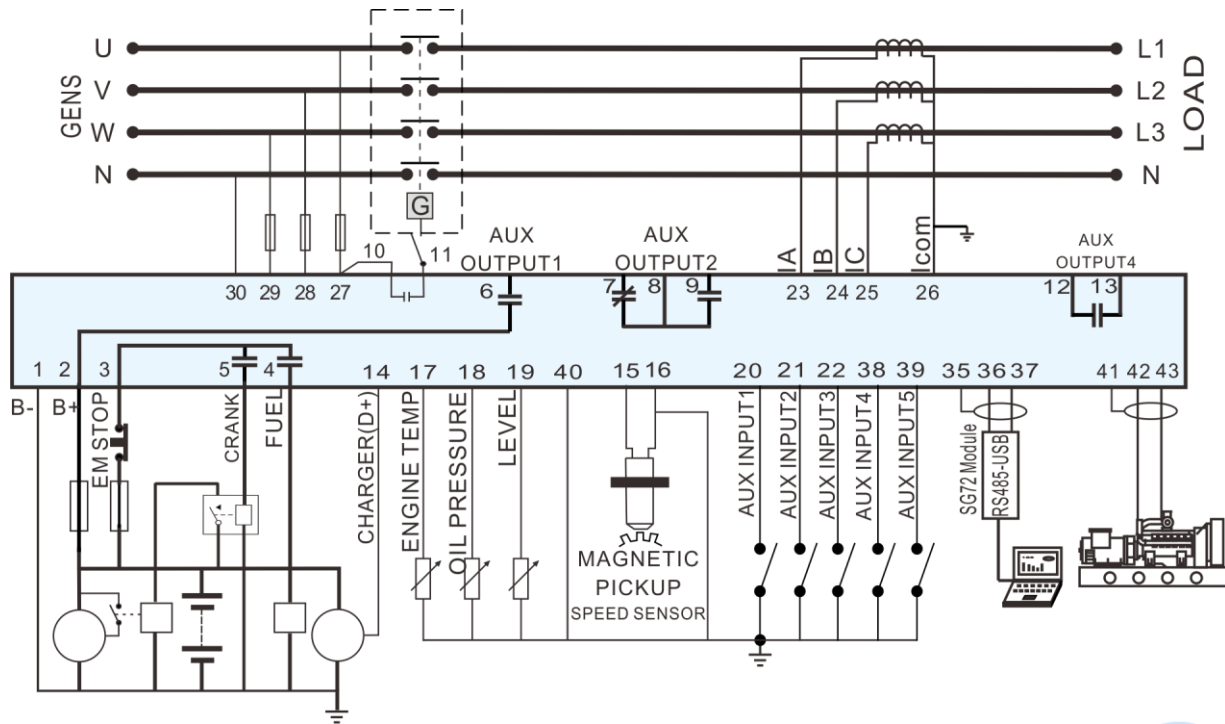 U
L1
GENS
V
L2
LOAD
W
L3
N
N
G
10
11
AUX
OUTPUT1
AUX
OUTPUT2
IA
IB
IC
Icom
AUX
OUTPUT4
30
29
28
27
6
7
8
9
23
24
25
26
12
13
1
2
3
5
4
14
17
18
19
40
15
16
20
21
22
38
39
35
36
37
41
42
43
B-
B+
EM STOP
CRANK
FUEL
CHARGER(D+)
ENGINE TEMP
OIL PRESSURE
LEVEL
MAGNETIC
PICKUP
SPEED SENSOR
AUX INPUT1
AUX INPUT2
AUX INPUT3
AUX INPUT4
AUX INPUT5
SG72 Module
RS485-USB